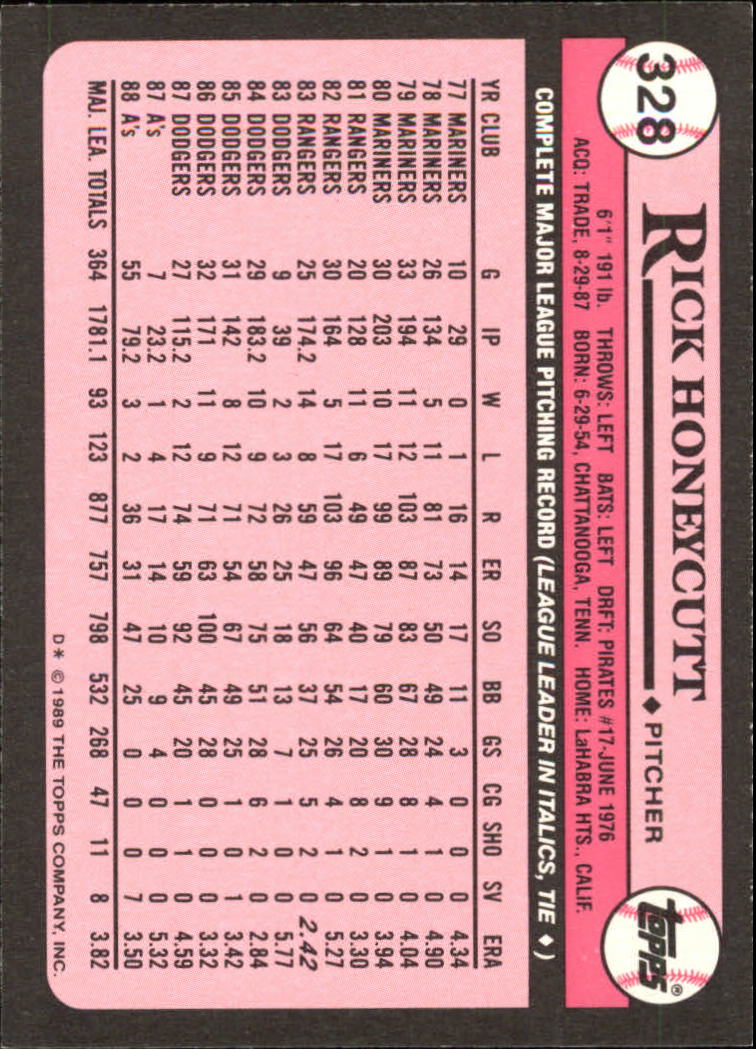 328
RICK HONEYCUTT ♦ PITCHER
TOPPS®
6'1" 191 lb. THROWS: LEFT BATS: LEFT DRFT: PIRATES #17-JUNE 1976
ACQ: TRADE, 8-29-87 BORN: 6-29-54, CHATTANOOGA, TENN. HOME: LaHABRA HTS., CALIF.
COMPLETE MAJOR LEAGUE PITCHING RECORD (LEAGUE LEADER IN ITALICS, TIE ♦)
YR CLUB G IP W L R ER SO BB GS CG SHO SV ERA
77 MARINERS 10 29 0 1 16 14 17 11 3 0 0 0 4.34
78 MARINERS 26 134 5 11 81 73 50 49 24 4 1 0 4.90
79 MARINERS 33 194 11 12 103 87 83 67 28 8 1 0 4.04
80 MARINERS 30 203 10 17 99 89 79 60 30 9 1 0 3.94
81 RANGERS 20 128 11 6 49 47 40 17 20 8 2 0 3.30
82 RANGERS 30 164 5 17 103 96 64 54 26 4 1 0 5.27
83 RANGERS 25 174.2 14 8 59 47 56 37 25 5 2 0 2.42
83 DODGERS 9 39 2 3 26 25 18 13 7 1 0 0 5.77
84 DODGERS 29 183.2 10 9 72 58 75 51 28 6 2 0 2.84
85 DODGERS 31 142 8 12 71 54 67 49 25 1 0 1 3.42
86 DODGERS 32 171 11 9 71 63 100 45 28 0 0 0 3.32
87 DODGERS 27 115.2 2 12 74 59 92 45 20 1 1 0 4.59
87 A's 7 23.2 1 4 17 14 10 9 4 0 0 0 5.32
88 A's 55 79.2 3 2 36 31 47 25 0 0 0 7 3.50
MAJ. LEA. TOTALS 364 1781.1 93 123 877 757 798 532 268 47 11 8 3.82
D* © 1989 THE TOPPS COMPANY, INC.